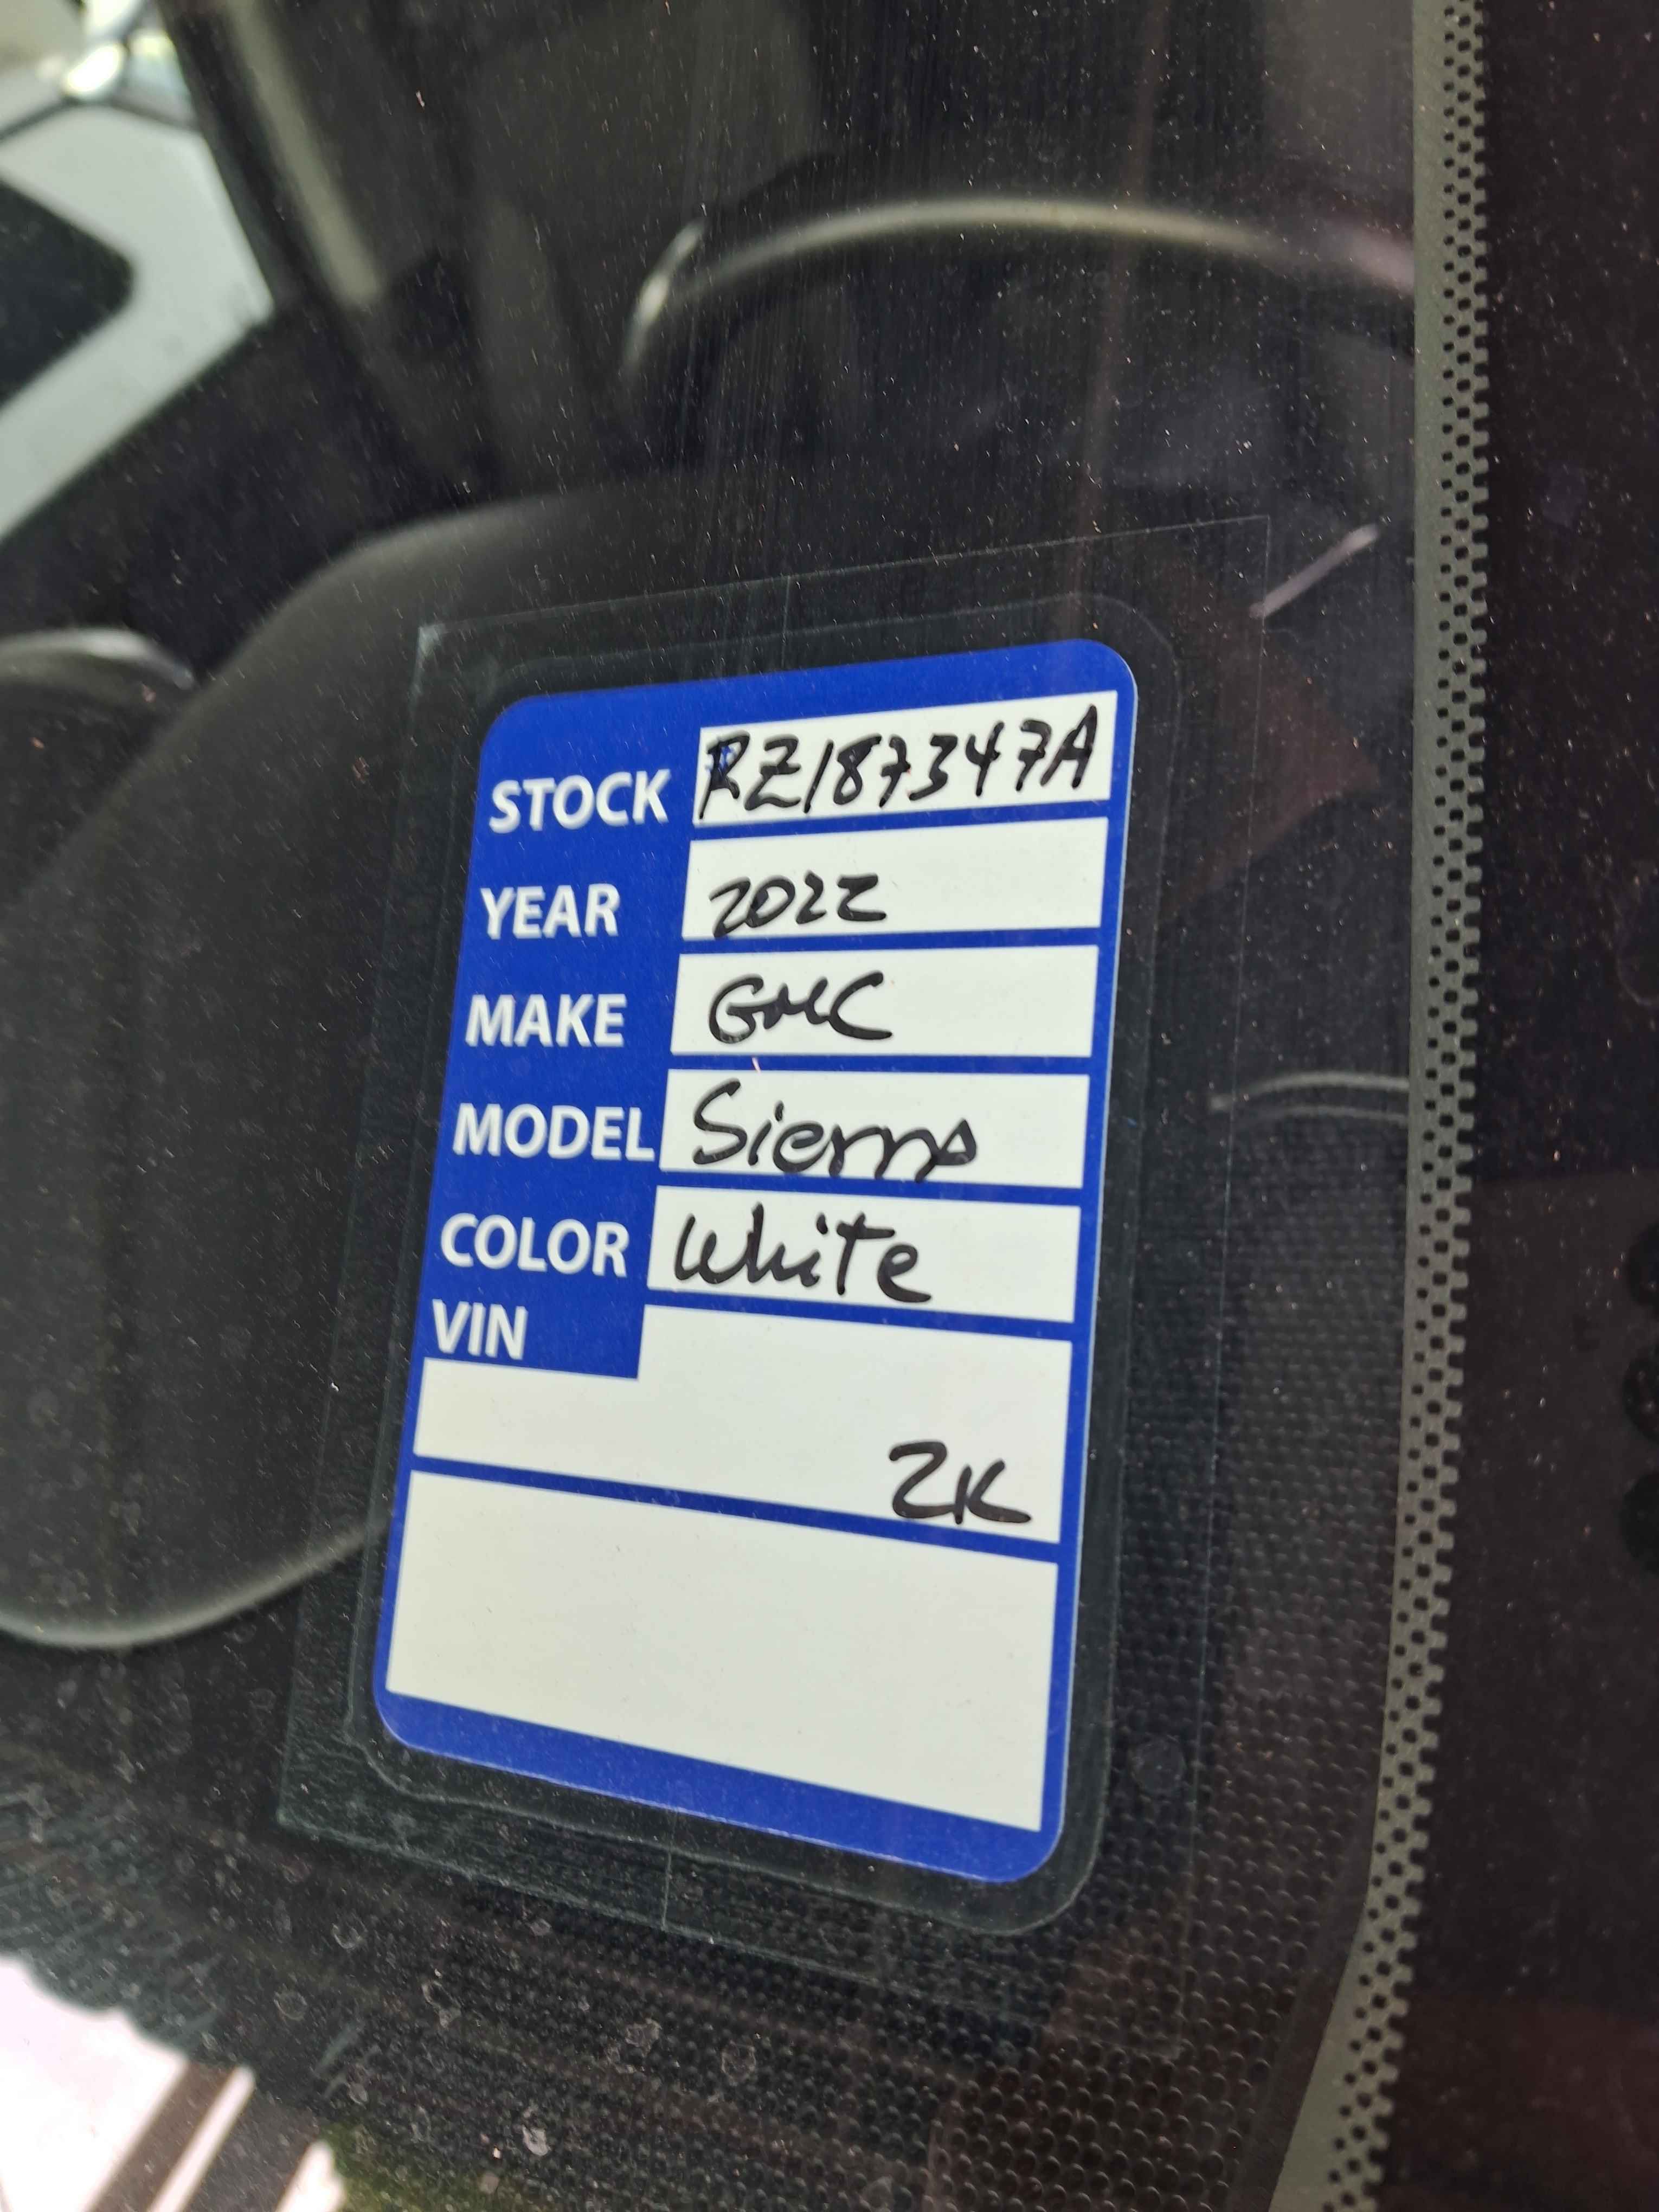 STOCK RZ187347A
YEAR 2022
MAKE GMC
MODEL Sierra
COLOR White
VIN
2K